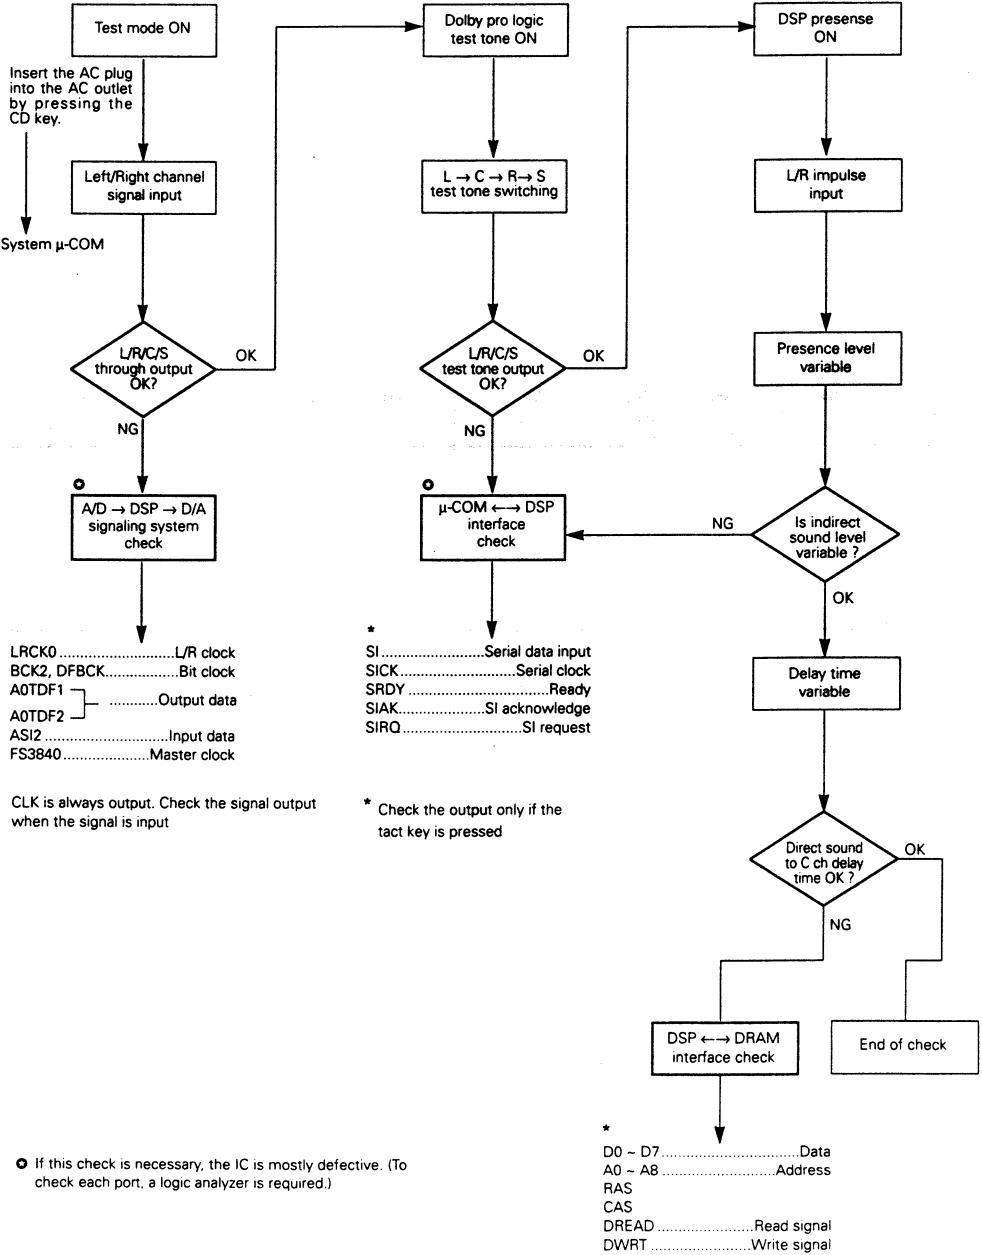 Test mode ON
Insert the AC plug
into the AC outlet
by pressing the
CD key.
System μ-COM
Left/Right channel
signal input
L/R/C/S
through output
OK?
OK
NG
✪
A/D → DSP → D/A
signaling system
check
LRCK0 ........................... L/R clock
BCK2, DFBCK................... Bit clock
A0TDF1
............Output data
A0TDF2
ASI2 ..............................Input data
FS3840.....................Master clock
CLK is always output. Check the signal output
when the signal is input
Dolby pro logic
test tone ON
L → C → R → S
test tone switching
L/R/C/S
test tone output
OK?
OK
NG
✪
μ-COM ←→ DSP
interface
check
*
SI.........................Serial data input
SICK...................................Serial clock
SRDY ..................................Ready
SIAK.....................SI acknowledge
SIRQ.............................SI request
* Check the output only if the
tact key is pressed
DSP presense
ON
L/R impulse
input
Presence level
variable
Is indirect
sound level
variable ?
NG
OK
Delay time
variable
Direct sound
to C ch delay
time OK ?
OK
NG
DSP ←→ DRAM
interface check
End of check
*
D0 ~ D7.................................Data
A0 ~ A8 ...........................Address
RAS
CAS
DREAD .......................Read signal
DWRT ........................Write signal
✪ If this check is necessary, the IC is mostly defective. (To
check each port, a logic analyzer is required.)